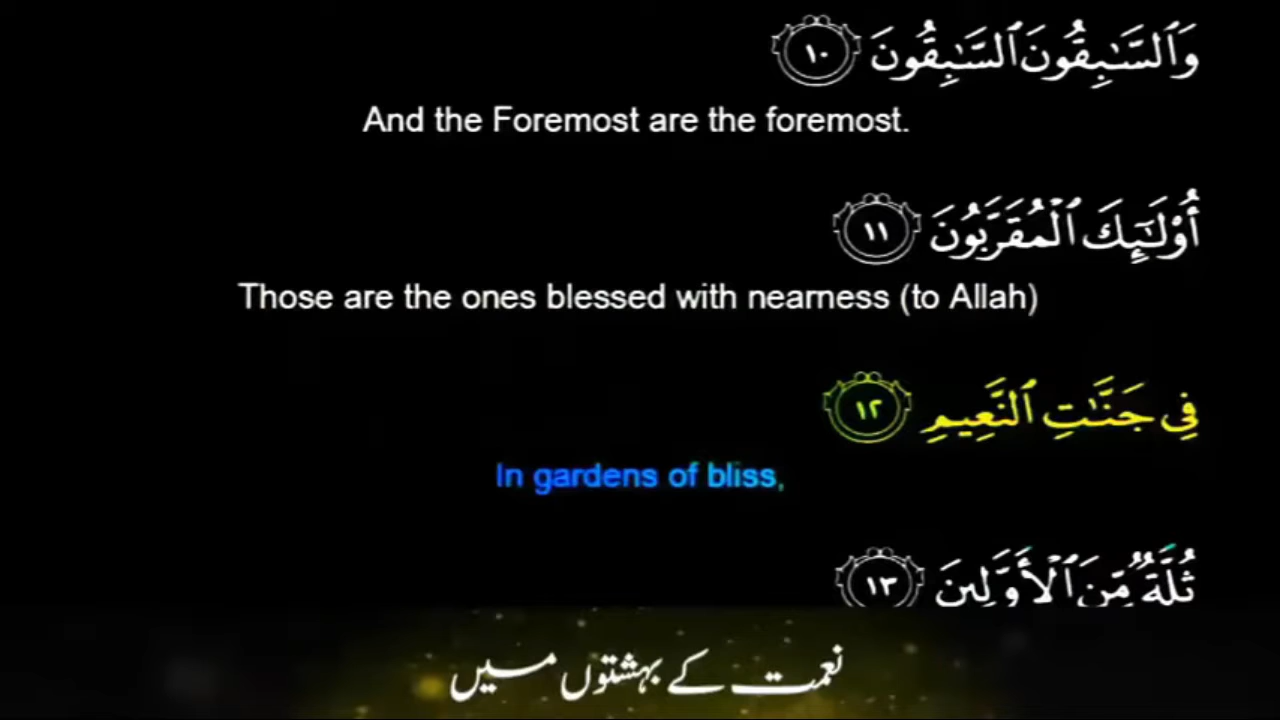 وَٱلسَّـٰبِقُونَ ٱلسَّـٰبِقُونَ ١٠
And the Foremost are the foremost.
أُو۟لَـٰٓئِكَ ٱلْمُقَرَّبُونَ ١١
Those are the ones blessed with nearness (to Allah)
فِى جَنَّـٰتِ ٱلنَّعِيمِ ١٢
In gardens of bliss,
ثُلَّةٌ مِّنَ ٱلْأَوَّلِينَ ١٣
نعمت کے بہشتوں میں